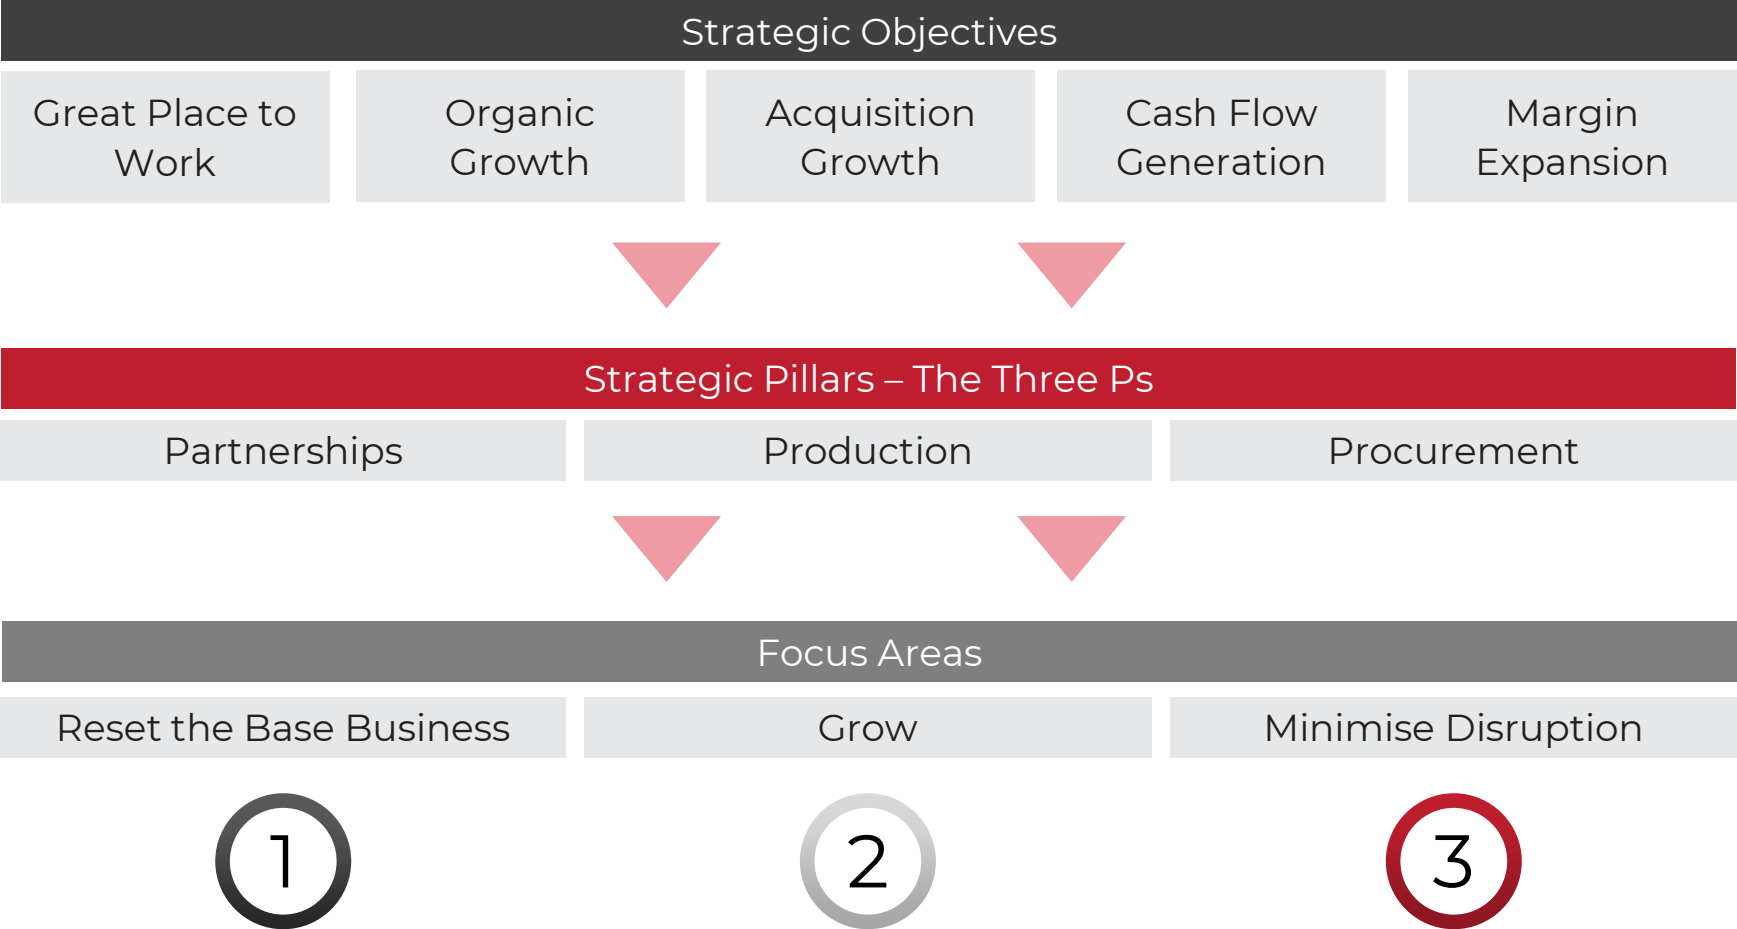 Strategic Objectives
Great Place to
Work
Organic
Growth
Acquisition
Growth
Cash Flow
Generation
Margin
Expansion
Strategic Pillars – The Three Ps
Partnerships
Production
Procurement
Focus Areas
Reset the Base Business
Grow
Minimise Disruption
1
2
3